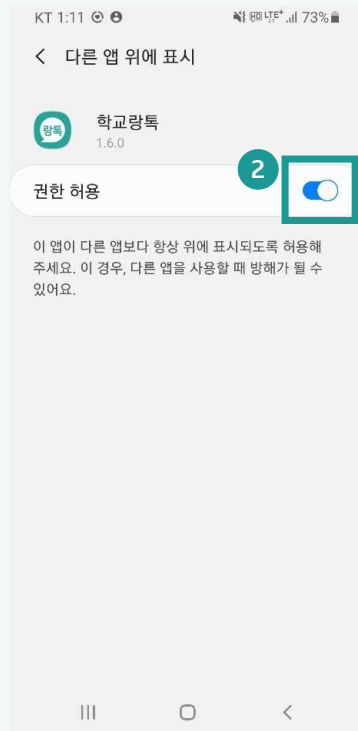 KT 1:11 HD LTE+ 73%
다른 앱 위에 표시
랑톡
학교랑톡
1.6.0
2
권한 허용
이 앱이 다른 앱보다 항상 위에 표시되도록 허용해
주세요. 이 경우, 다른 앱을 사용할 때 방해가 될 수
있어요.